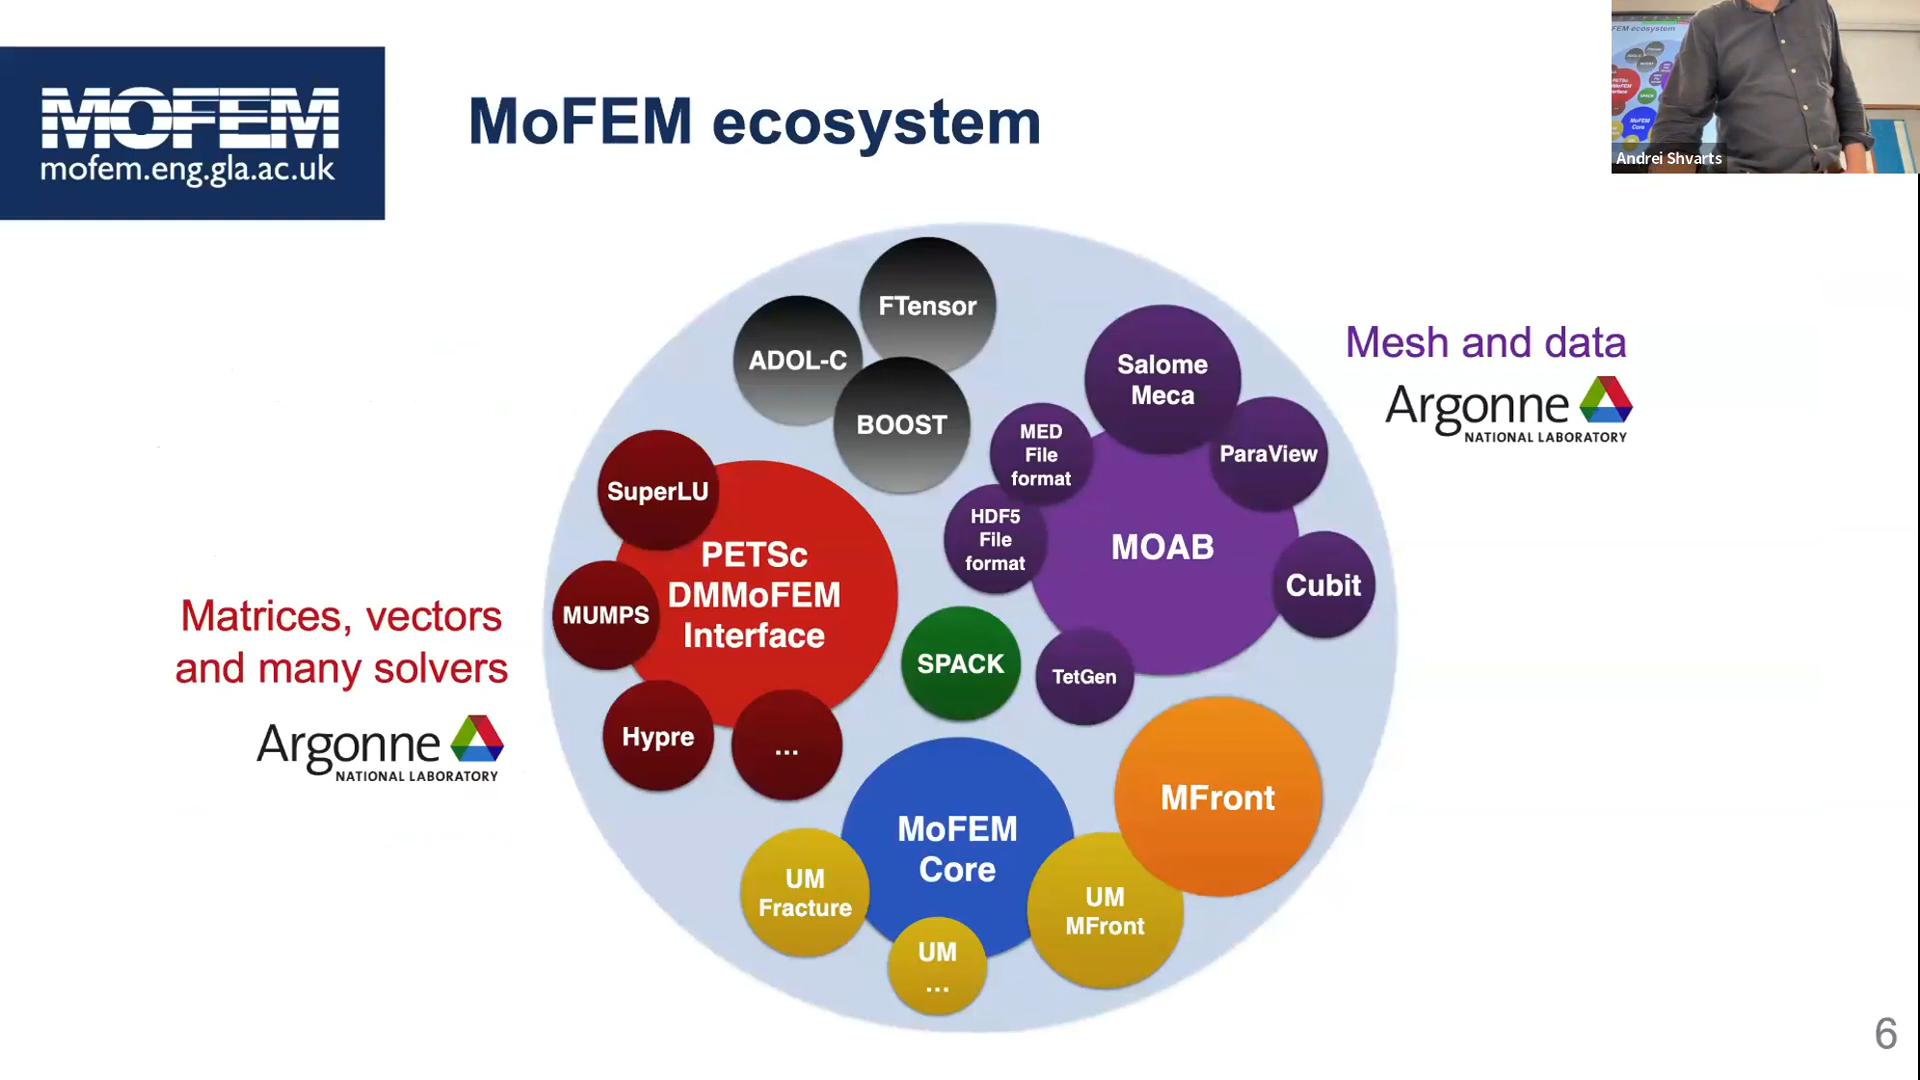 MOFEM
mofem.eng.gla.ac.uk
MoFEM ecosystem
Andrei Shvarts
FTensor
ADOL-C
BOOST
Salome
Meca
MED
File
format
ParaView
HDF5
File
format
MOAB
Cubit
TetGen
Mesh and data
Argonne
NATIONAL LABORATORY
SuperLU
PETSc
DMMoFEM
Interface
MUMPS
Hypre
...
SPACK
Matrices, vectors
and many solvers
Argonne
NATIONAL LABORATORY
MFront
MoFEM
Core
UM
Fracture
UM
...
UM
MFront
6